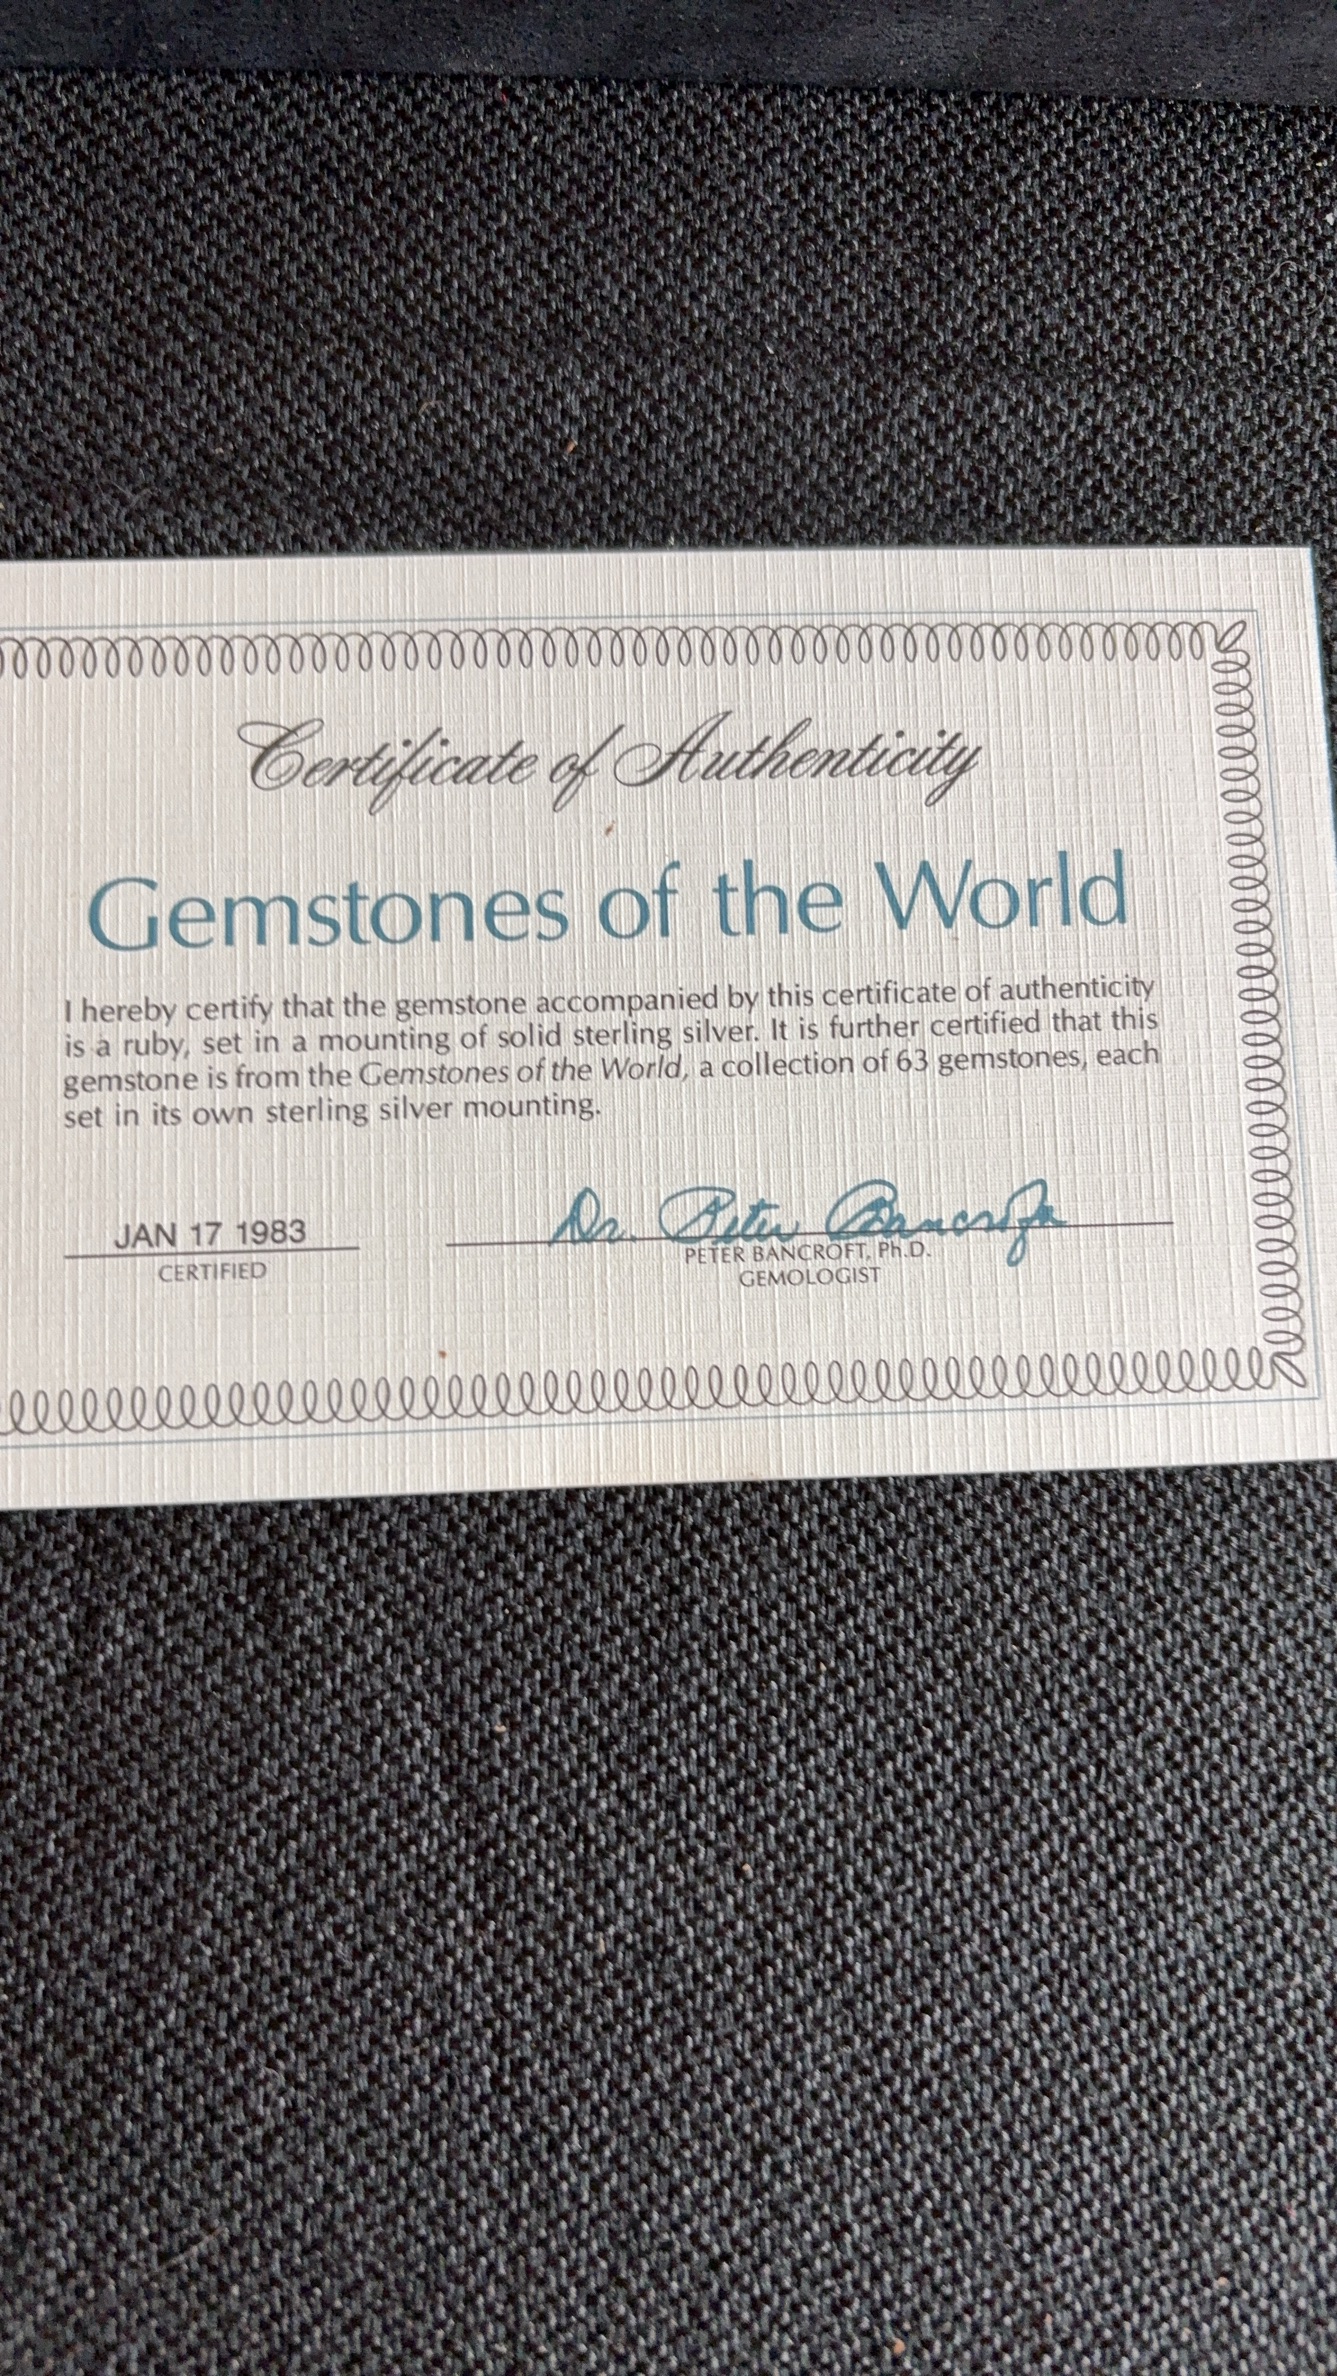 Certificate of Authenticity
Gemstones of the World
I hereby certify that the gemstone accompanied by this certificate of authenticity
is a ruby, set in a mounting of solid sterling silver. It is further certified that this
gemstone is from the Gemstones of the World, a collection of 63 gemstones, each
set in its own sterling silver mounting.
JAN 17 1983
CERTIFIED
Dr. Peter Bancroft
PETER BANCROFT, Ph.D.
GEMOLOGIST